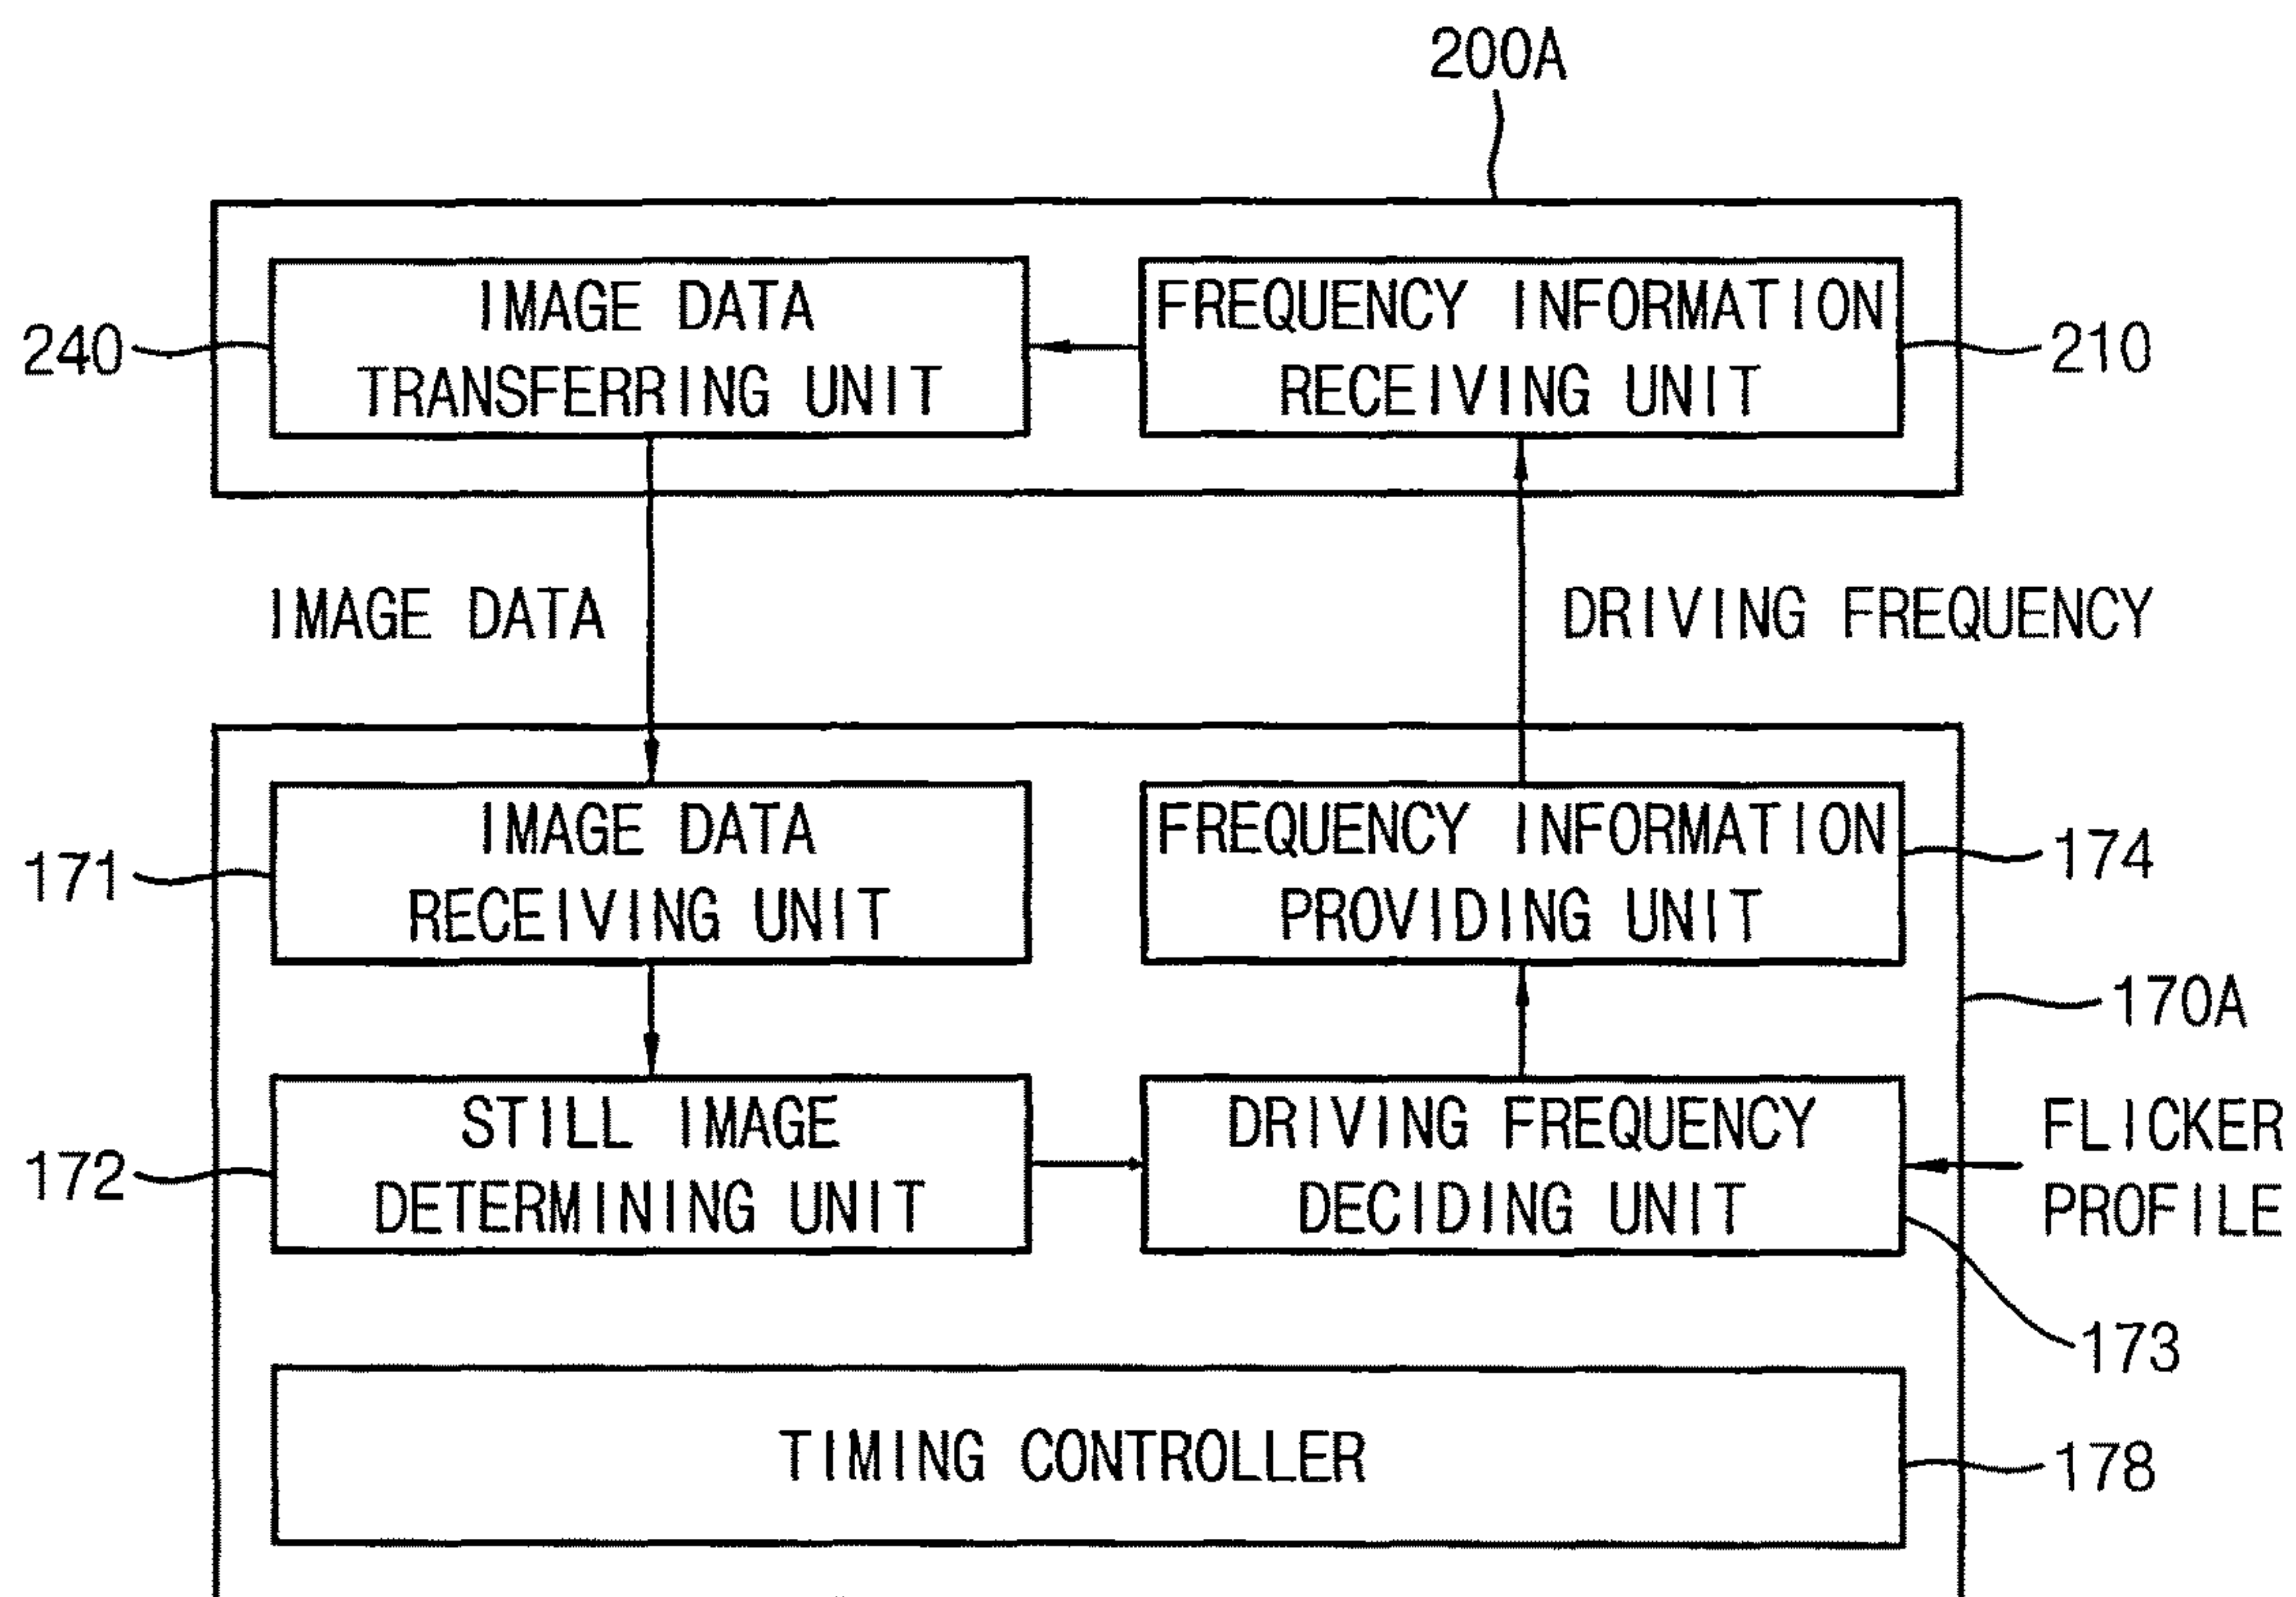 200A
IMAGE DATA
TRANSFERRING UNIT
FREQUENCY INFORMATION
RECEIVING UNIT
240
210
IMAGE DATA
DRIVING FREQUENCY
IMAGE DATA
RECEIVING UNIT
FREQUENCY INFORMATION
PROVIDING UNIT
171
174
170A
STILL IMAGE
DETERMINING UNIT
DRIVING FREQUENCY
DECIDING UNIT
172
FLICKER
PROFILE
173
TIMING CONTROLLER
178